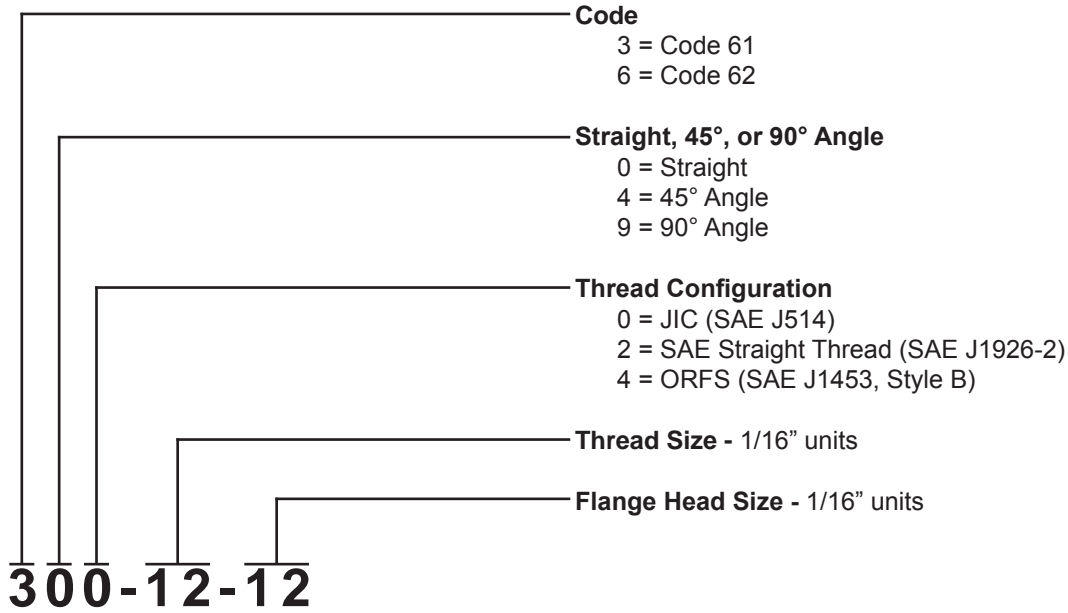 Code
3 = Code 61
6 = Code 62
Straight, 45°, or 90° Angle
0 = Straight
4 = 45° Angle
9 = 90° Angle
Thread Configuration
0 = JIC (SAE J514)
2 = SAE Straight Thread (SAE J1926-2)
4 = ORFS (SAE J1453, Style B)
Thread Size - 1/16” units
Flange Head Size - 1/16” units
300-12-12